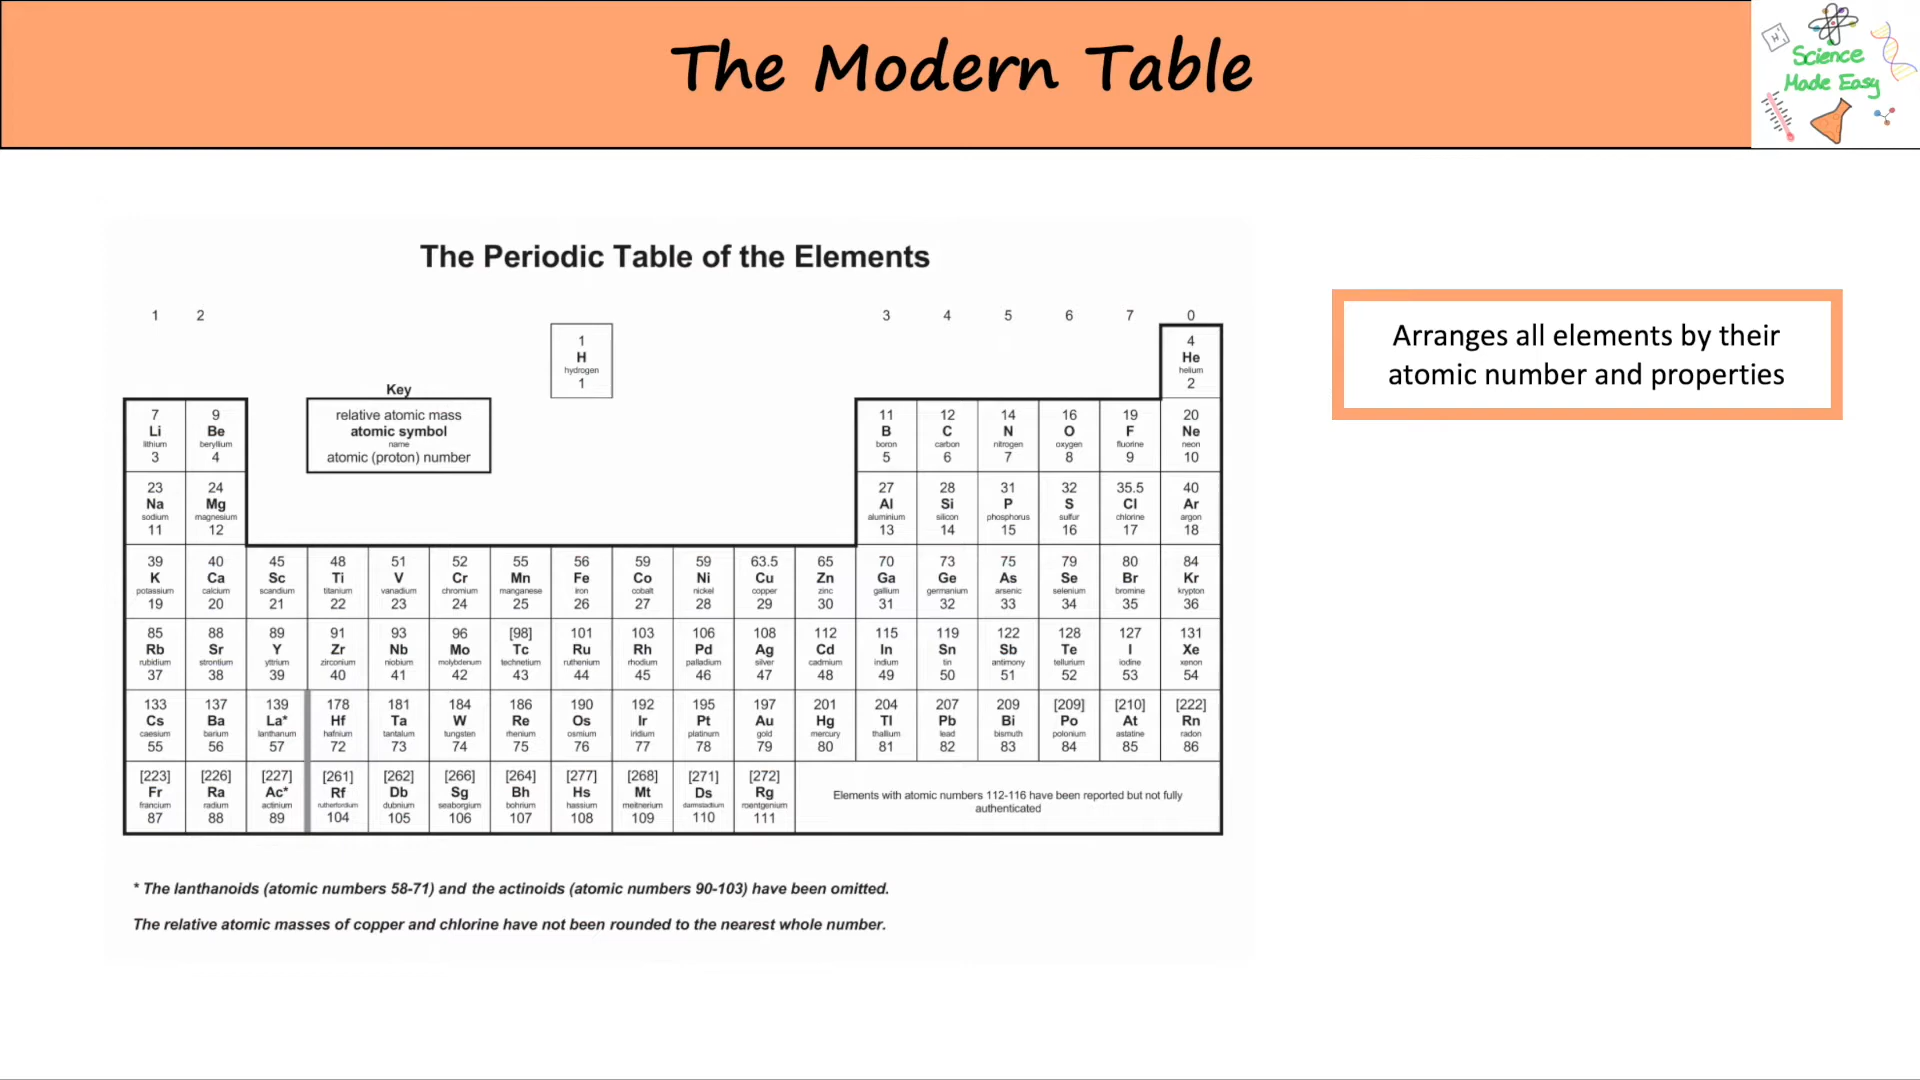 The Modern Table
H
Science
Made Easy
The Periodic Table of the Elements
1 2 3 4 5 6 7 0
1 4
H He
hydrogen helium
1 2
Key
relative atomic mass
atomic symbol
name
atomic (proton) number
7 9 11 12 14 16 19 20
Li Be B C N O F Ne
lithium beryllium boron carbon nitrogen oxygen fluorine neon
3 4 5 6 7 8 9 10
23 24 27 28 31 32 35.5 40
Na Mg Al Si P S Cl Ar
sodium magnesium aluminium silicon phosphorus sulfur chlorine argon
11 12 13 14 15 16 17 18
39 40 45 48 51 52 55 56 59 59 63.5 65 70 73 75 79 80 84
K Ca Sc Ti V Cr Mn Fe Co Ni Cu Zn Ga Ge As Se Br Kr
potassium calcium scandium titanium vanadium chromium manganese iron cobalt nickel copper zinc gallium germanium arsenic selenium bromine krypton
19 20 21 22 23 24 25 26 27 28 29 30 31 32 33 34 35 36
85 88 89 91 93 96 [98] 101 103 106 108 112 115 119 122 128 127 131
Rb Sr Y Zr Nb Mo Tc Ru Rh Pd Ag Cd In Sn Sb Te I Xe
rubidium strontium yttrium zirconium niobium molybdenum technetium ruthenium rhodium palladium silver cadmium indium tin antimony tellurium iodine xenon
37 38 39 40 41 42 43 44 45 46 47 48 49 50 51 52 53 54
133 137 139 178 181 184 186 190 192 195 197 201 204 207 209 [209] [210] [222]
Cs Ba La* Hf Ta W Re Os Ir Pt Au Hg Tl Pb Bi Po At Rn
caesium barium lanthanum hafnium tantalum tungsten rhenium osmium iridium platinum gold mercury thallium lead bismuth polonium astatine radon
55 56 57 72 73 74 75 76 77 78 79 80 81 82 83 84 85 86
[223] [226] [227] [261] [262] [266] [264] [277] [268] [271] [272]
Fr Ra Ac* Rf Db Sg Bh Hs Mt Ds Rg
francium radium actinium rutherfordium dubnium seaborgium bohrium hassium meitnerium darmstadtium roentgenium
87 88 89 104 105 106 107 108 109 110 111
Elements with atomic numbers 112-116 have been reported but not fully
authenticated
* The lanthanoids (atomic numbers 58-71) and the actinoids (atomic numbers 90-103) have been omitted.
The relative atomic masses of copper and chlorine have not been rounded to the nearest whole number.
Arranges all elements by their
atomic number and properties